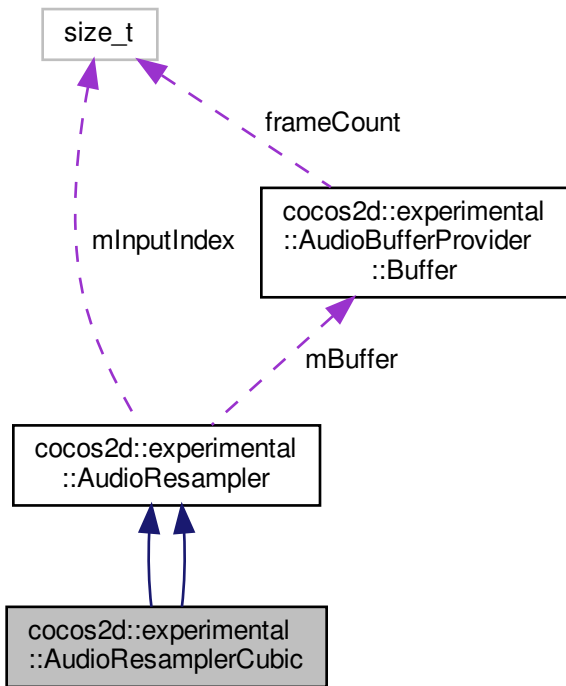 size_t
frameCount
cocos2d::experimental
::AudioBufferProvider
::Buffer
mInputIndex
mBuffer
cocos2d::experimental
::AudioResampler
cocos2d::experimental
::AudioResamplerCubic